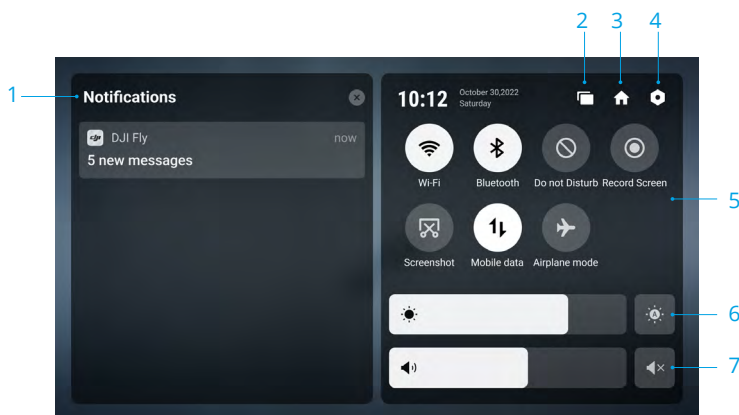 2 3 4
1
Notifications
DJI Fly now
5 new messages
10:12 October 30,2022
Saturday
Wi-Fi Bluetooth Do not Disturb Record Screen
5
Screenshot Mobile data Airplane mode
A
6
7